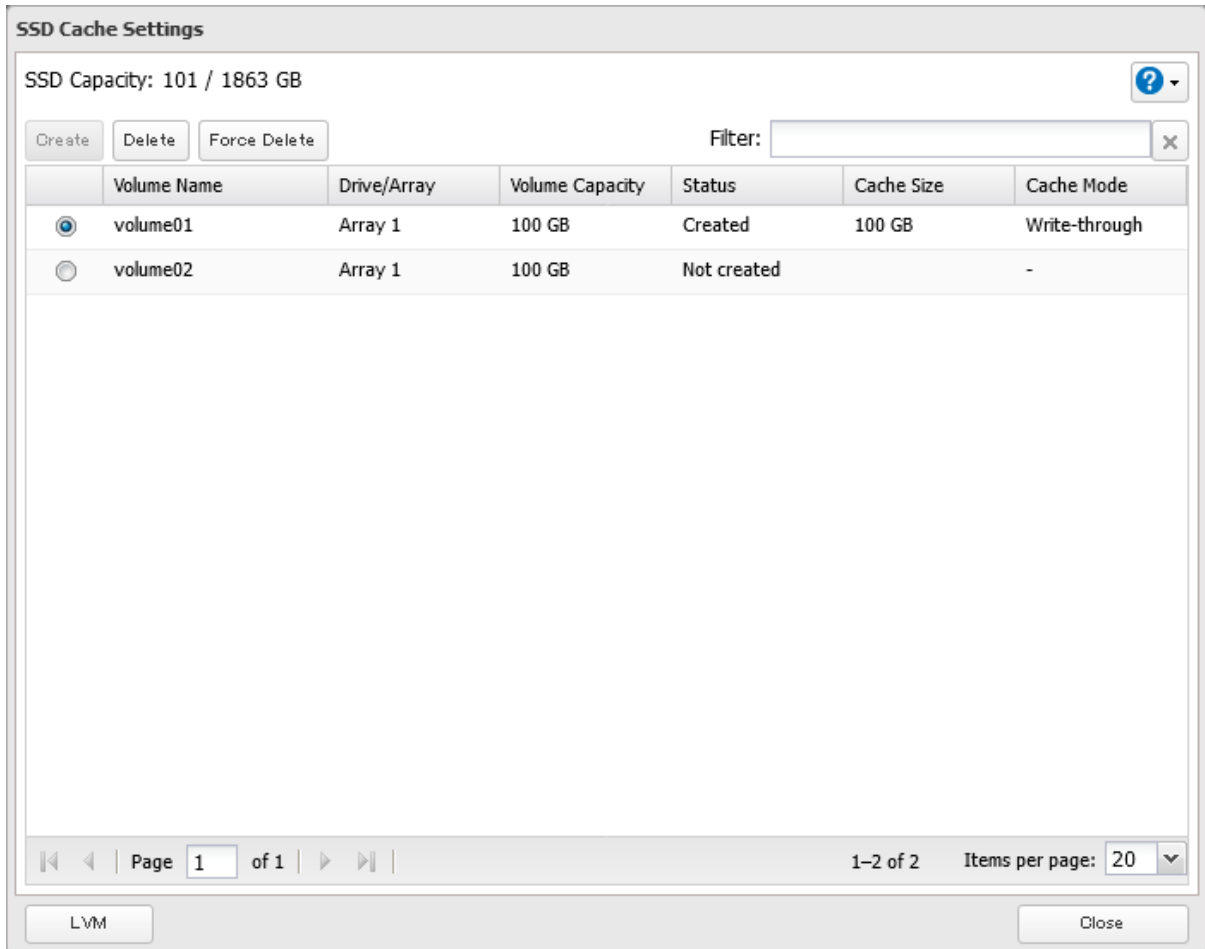 SSD Cache Settings
SSD Capacity: 101 / 1863 GB
Create Delete Force Delete Filter:
Volume Name Drive/Array Volume Capacity Status Cache Size Cache Mode
volume01 Array 1 100 GB Created 100 GB Write-through
volume02 Array 1 100 GB Not created -
Page 1 of 1 1–2 of 2 Items per page: 20
LVM Close